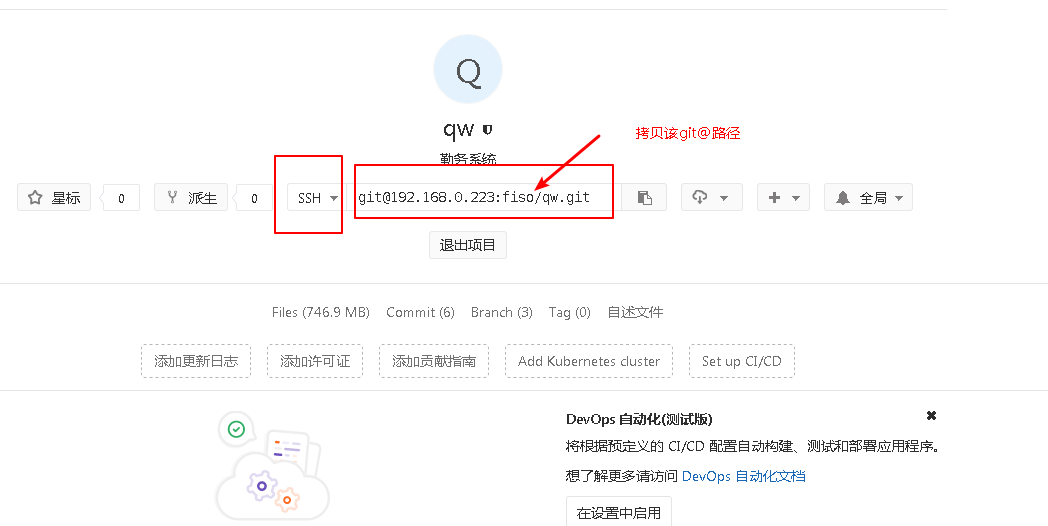 Q
qw
拷贝该git@路径
勤务系统
星标 0 派生 0 SSH git@192.168.0.223:fiso/qw.git 全局
退出项目
Files (746.9 MB) Commit (6) Branch (3) Tag (0) 自述文件
添加更新日志 添加许可证 添加贡献指南 Add Kubernetes cluster Set up CI/CD
DevOps 自动化(测试版)
将根据预定义的 CI/CD 配置自动构建、测试和部署应用程序。
想了解更多请访问 DevOps 自动化文档
在设置中启用